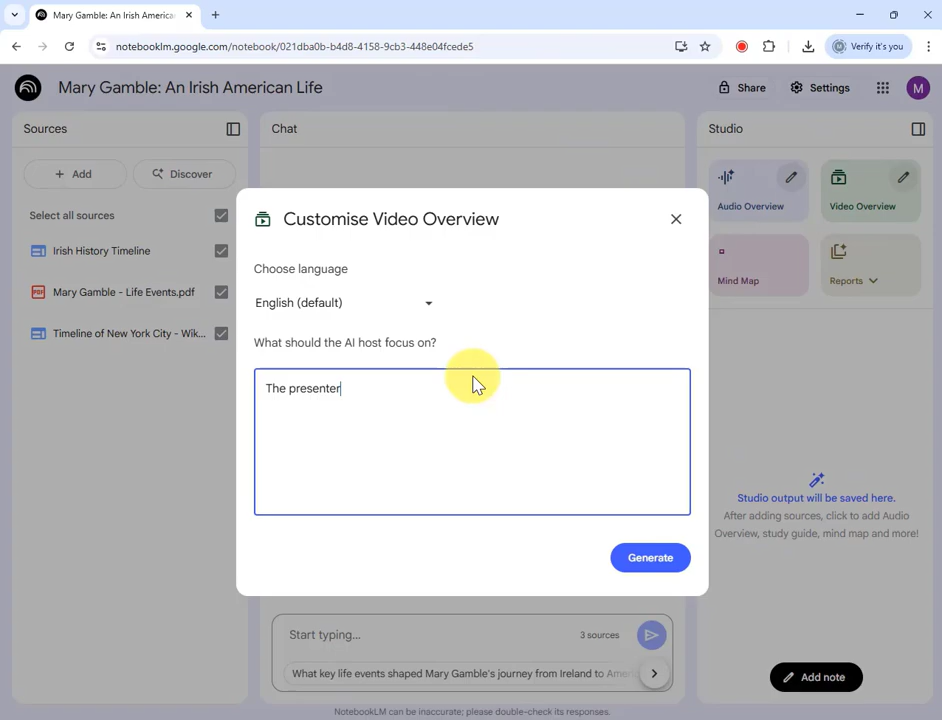 Mary Gamble: An Irish America
notebooklm.google.com/notebook/021dba0b-b4d8-4158-9cb3-448e04fcede5
Verify it's you
Mary Gamble: An Irish American Life
Share
Settings
M
Sources
Chat
Studio
Add
Discover
Audio Overview
Video Overview
Select all sources
Irish History Timeline
PDF
Mary Gamble - Life Events.pdf
Timeline of New York City - Wik...
Mind Map
Reports
Customise Video Overview
Choose language
English (default)
What should the AI host focus on?
The presenter
Generate
Studio output will be saved here.
After adding sources, click to add Audio
Overview, study guide, mind map and more!
Start typing...
3 sources
What key life events shaped Mary Gamble's journey from Ireland to Ame
Add note
NotebookLM can be inaccurate; please double-check its responses.